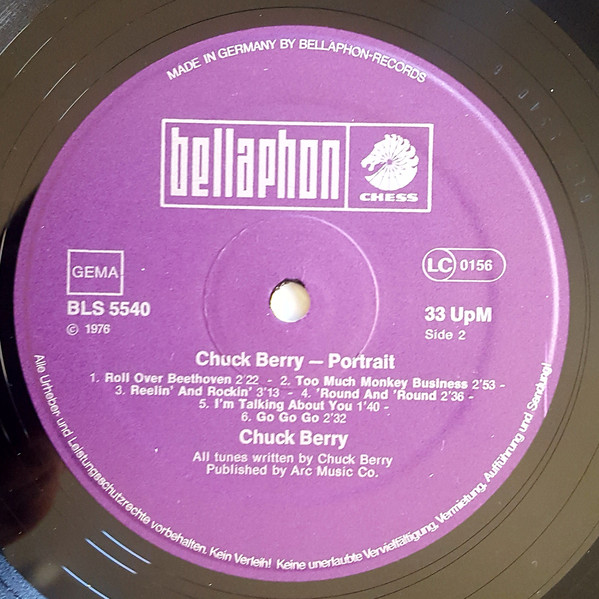 MADE IN GERMANY BY BELLAPHON-RECORDS
bellaphon
CHESS
GEMA
LC 0156
BLS 5540
33 UpM
℗ 1976
Side 2
Chuck Berry — Portrait
1. Roll Over Beethoven 2'22 - 2. Too Much Monkey Business 2'53 -
3. Reelin' And Rockin' 3'13 - 4. 'Round And 'Round 2'36 -
5. I'm Talking About You 1'40 -
6. Go Go Go 2'32
Chuck Berry
All tunes written by Chuck Berry
Published by Arc Music Co.
Alle Urheber- und Leistungsschutzrechte vorbehalten. Kein Verleih! Keine unerlaubte Vervielfältigung, Vermietung, Aufführung und Sendung!